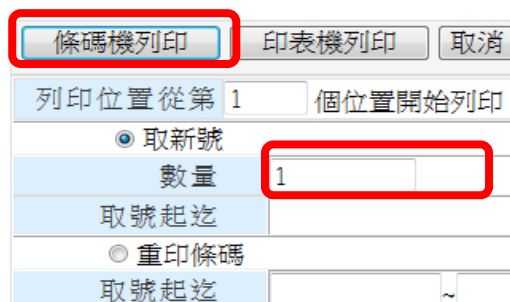 條碼機列印 印表機列印 取消
列印位置從第 1 個位置開始列印
取新號
數量 1
取號起迄
重印條碼
取號起迄 ~